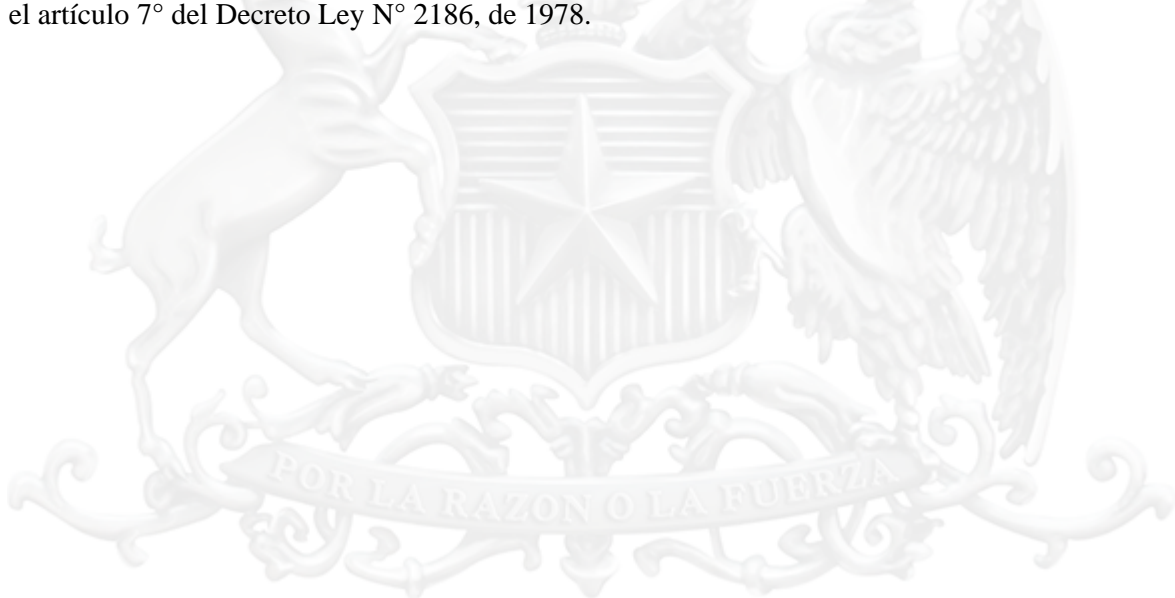 el artículo 7° del Decreto Ley N° 2186, de 1978.
POR LA RAZON O LA FUERZA